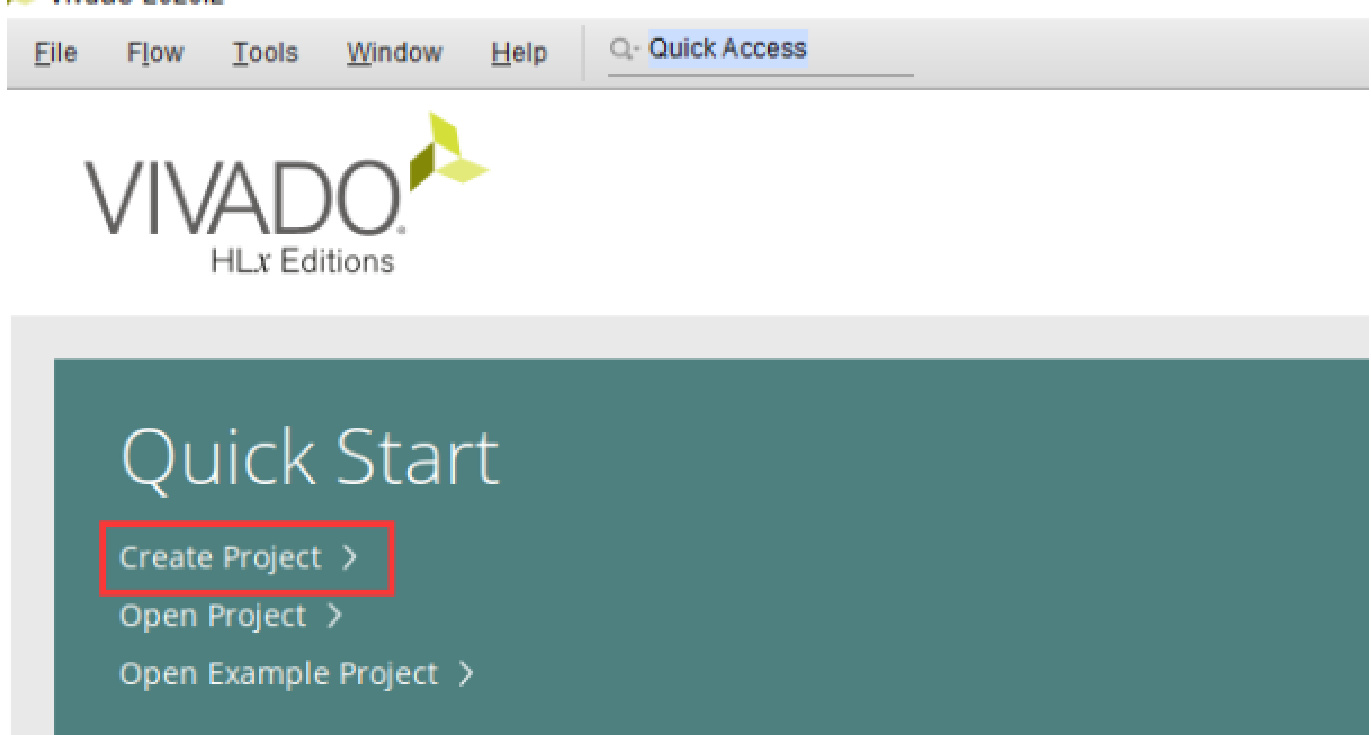 File Flow Tools Window Help Quick Access
VIVADO
HLx Editions
Quick Start
Create Project >
Open Project >
Open Example Project >